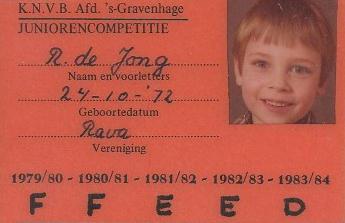 K.N.V.B. Afd. 's-Gravenhage
JUNIORENCOMPETITIE
R. de Jong
Naam en voorletters
24-10-'72
Geboortedatum
Rava
Vereniging
1979/80 - 1980/81 - 1981/82 - 1982/83 - 1983/84
F F E E D